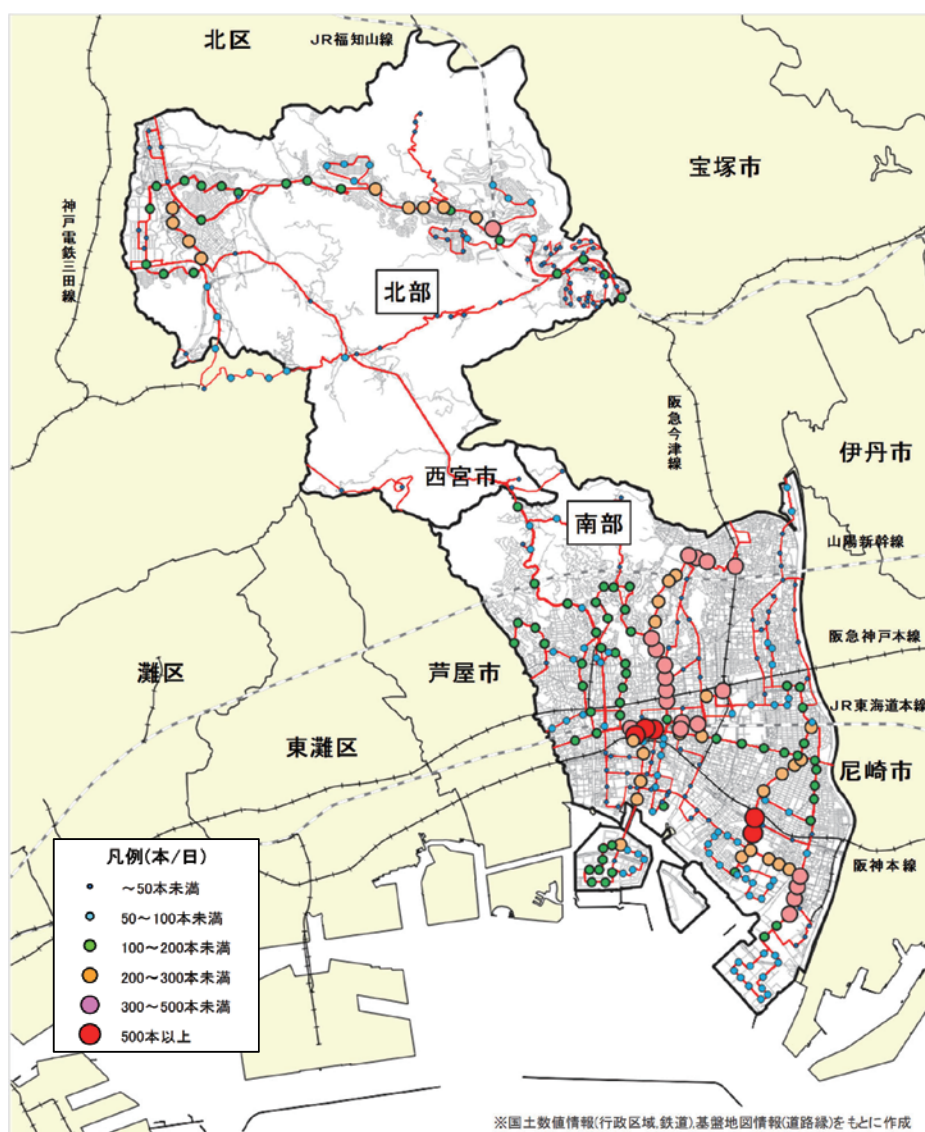 北区
JR福知山線
宝塚市
神戸電鉄三田線
北部
阪急今津線
伊丹市
西宮市
南部
山陽新幹線
阪急神戸本線
灘区
芦屋市
JR東海道本線
東灘区
尼崎市
阪神本線
凡例(本/日)
~50本未満
50~100本未満
100~200本未満
200~300本未満
300~500本未満
500本以上
※国土数値情報(行政区域,鉄道),基盤地図情報(道路縁)をもとに作成